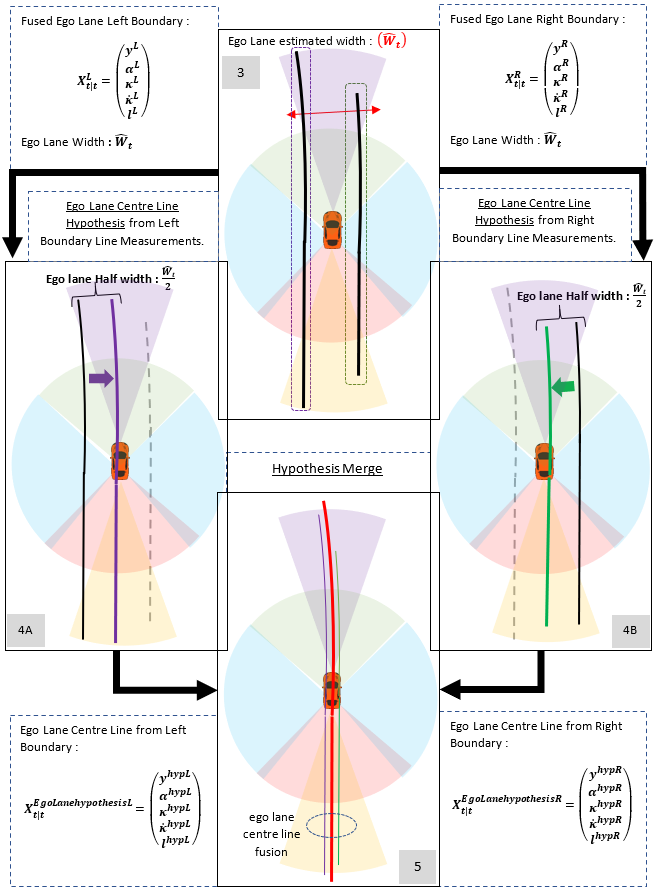 Fused Ego Lane Left Boundary :
X^L_{t|t} = (y^L
α^L
κ^L
κ̇^L
l^L)
Ego Lane Width : Ŵ_t
Ego Lane estimated width : (Ŵ_t)
3
Fused Ego Lane Right Boundary :
X^R_{t|t} = (y^R
α^R
κ^R
κ̇^R
l^R)
Ego Lane Width : Ŵ_t
Ego Lane Centre Line
Hypothesis from Left
Boundary Line Measurements.
Ego Lane Centre Line
Hypothesis from Right
Boundary Line Measurements.
Ego lane Half width : Ŵ_t/2
4A
Ego lane Half width : Ŵ_t/2
4B
Hypothesis Merge
ego lane
centre line
fusion
5
Ego Lane Centre Line from Left
Boundary :
X^{EgoLanehypothesisL}_{t|t} = (y^{hypL}
α^{hypL}
κ^{hypL}
κ̇^{hypL}
l^{hypL})
Ego Lane Centre Line from Right
Boundary :
X^{EgoLanehypothesisR}_{t|t} = (y^{hypR}
α^{hypR}
κ^{hypR}
κ̇^{hypR}
l^{hypR})